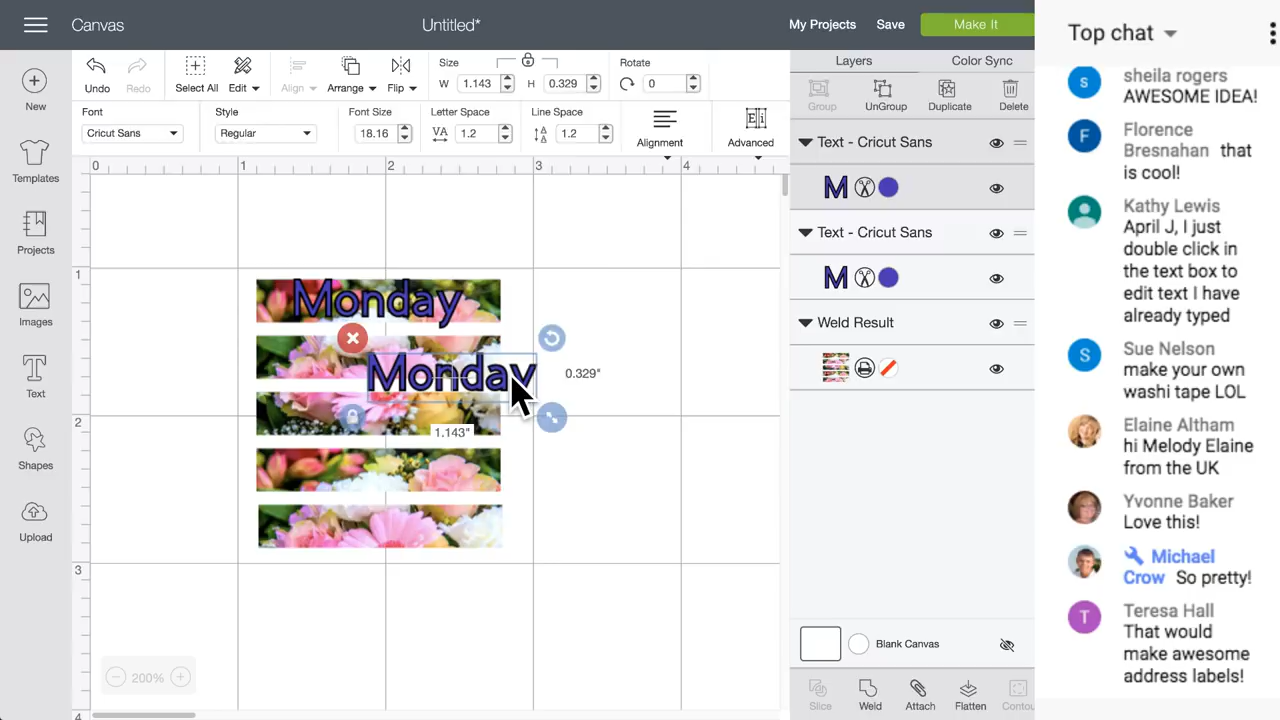 Canvas
Untitled*
My Projects
Save
Make It
New
Templates
Projects
Images
Text
Shapes
Upload
Undo
Redo
Select All
Edit
Align
Arrange
Flip
Size
W 1.143
H 0.329
Rotate
0
Font
Cricut Sans
Style
Regular
Font Size
18.16
Letter Space
VA 1.2
Line Space
1.2
Alignment
Advanced
0 1 2 3 4
1
2
3
4
Monday
Monday
0.329"
1.143"
200%
Layers
Color Sync
Group
UnGroup
Duplicate
Delete
Text - Cricut Sans
M
Text - Cricut Sans
M
Weld Result
Blank Canvas
Slice
Weld
Attach
Flatten
Contou
Top chat
S
sheila rogers
AWESOME IDEA!
F
Florence
Bresnahan that
is cool!
Kathy Lewis
April J, I just
double click in
the text box to
edit text I have
already typed
S
Sue Nelson
make your own
washi tape LOL
Elaine Altham
hi Melody Elaine
from the UK
Yvonne Baker
Love this!
Michael
Crow So pretty!
T
Teresa Hall
That would
make awesome
address labels!